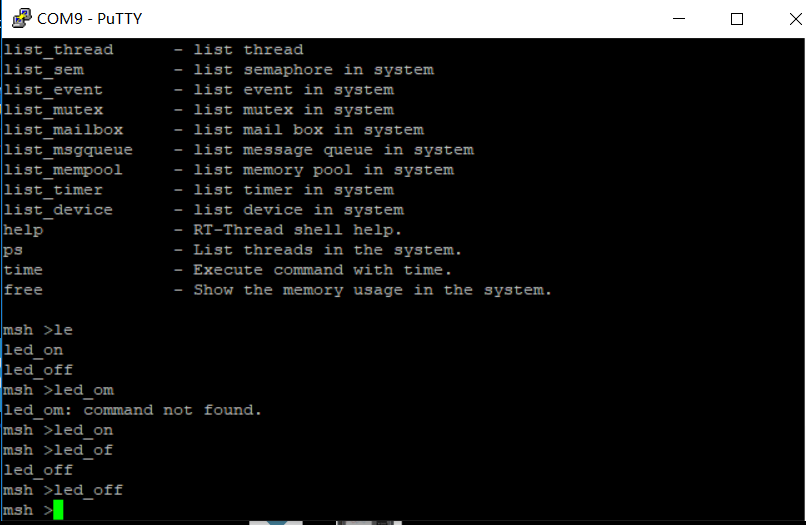 COM9 - PuTTY
list_thread - list thread
list_sem - list semaphore in system
list_event - list event in system
list_mutex - list mutex in system
list_mailbox - list mail box in system
list_msgqueue - list message queue in system
list_mempool - list memory pool in system
list_timer - list timer in system
list_device - list device in system
help - RT-Thread shell help.
ps - List threads in the system.
time - Execute command with time.
free - Show the memory usage in the system.
msh >le
led_on
led_off
msh >led_om
led_om: command not found.
msh >led_on
msh >led_of
led_off
msh >led_off
msh >